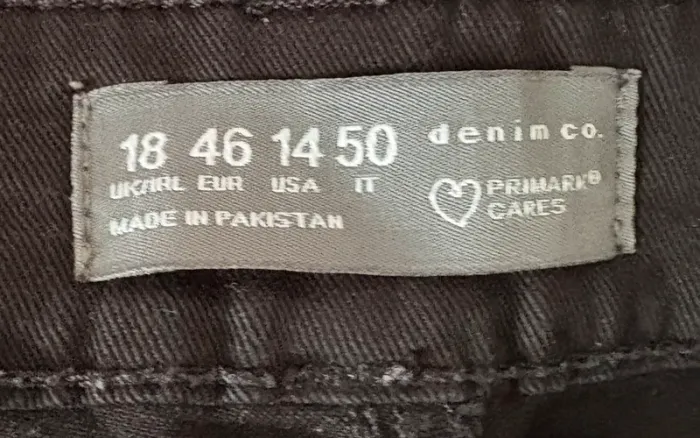 18 46 14 50
UK/IRL EUR USA IT
MADE IN PAKISTAN
denim co.
PRIMARK®
CARES